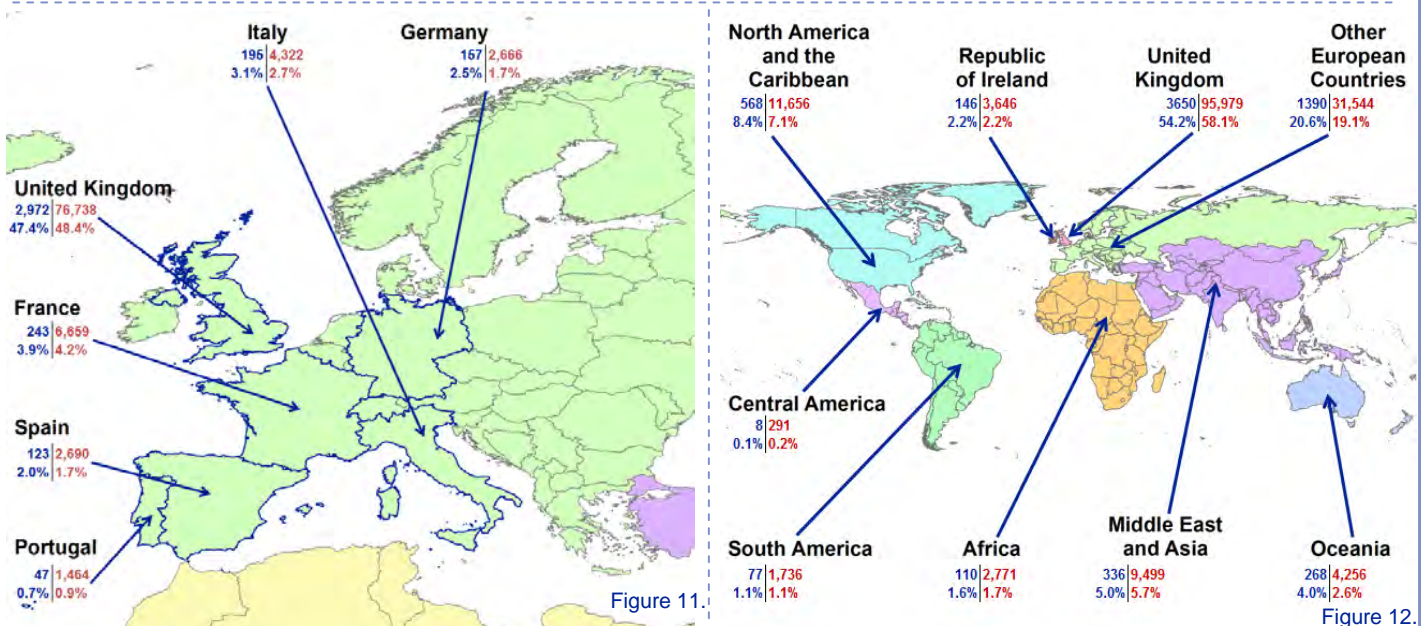 Italy
195 4,322
3.1% 2.7%
Germany
157 2,666
2.5% 1.7%
United Kingdom
2,972 76,738
47.4% 48.4%
France
243 6,659
3.9% 4.2%
Spain
123 2,690
2.0% 1.7%
Portugal
47 1,464
0.7% 0.9%
Figure 11.
North America
and the
Caribbean
568 11,656
8.4% 7.1%
Republic
of Ireland
146 3,646
2.2% 2.2%
United
Kingdom
3650 95,979
54.2% 58.1%
Other
European
Countries
1390 31,544
20.6% 19.1%
Central America
8 291
0.1% 0.2%
South America
77 1,736
1.1% 1.1%
Africa
110 2,771
1.6% 1.7%
Middle East
and Asia
336 9,499
5.0% 5.7%
Oceania
268 4,256
4.0% 2.6%
Figure 12.